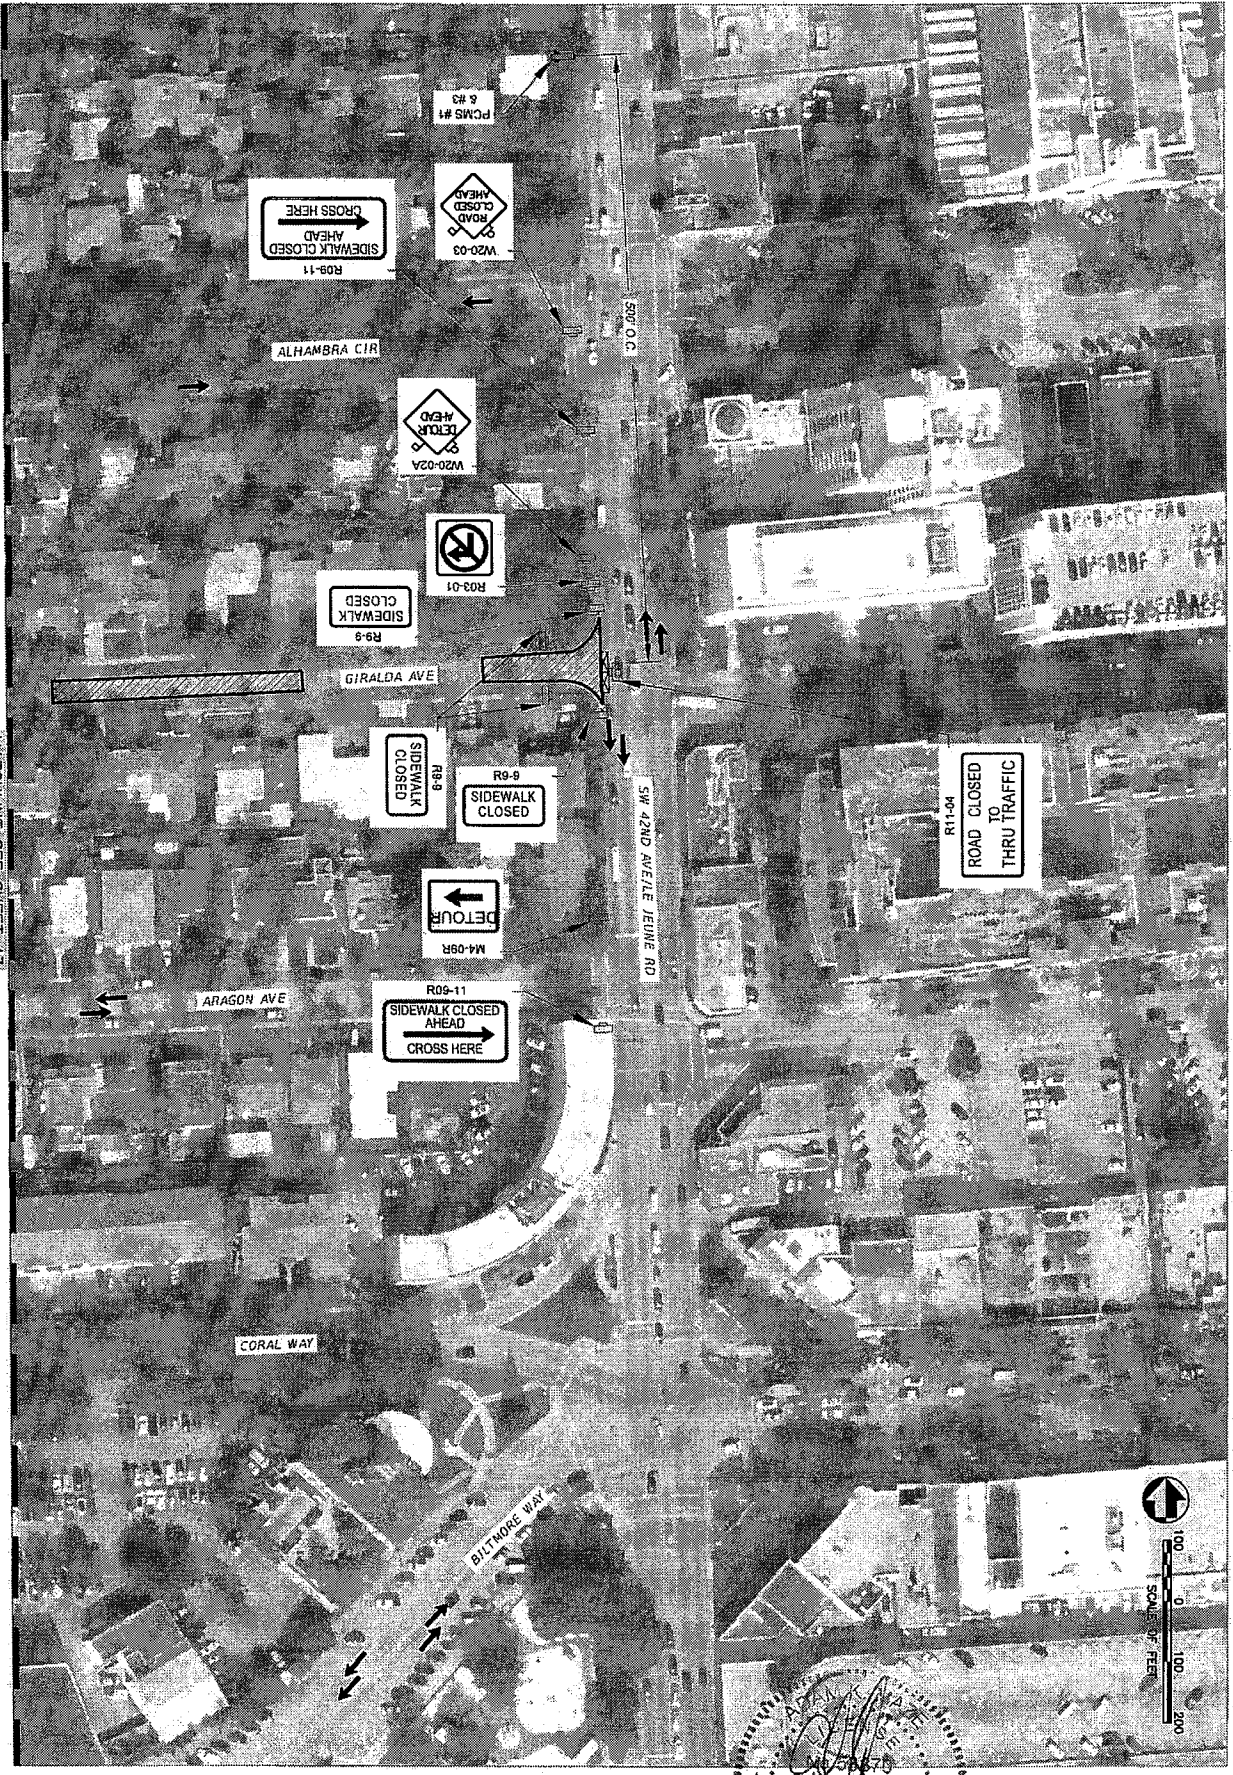 PCMS #1
& #3
ROAD
CLOSED
AHEAD
W20-03
R09-11
SIDEWALK CLOSED
AHEAD
CROSS HERE
500' O.C.
ALHAMBRA CIR
W20-02A
DETOUR
AHEAD
R03-01
R9-9
SIDEWALK
CLOSED
GIRALDA AVE
R9-9
SIDEWALK
CLOSED
R9-9
SIDEWALK
CLOSED
R11-04
ROAD CLOSED
TO
THRU TRAFFIC
SW 42ND AVE/LE JEUNE RD
DETOUR
M4-09R
ARAGON AVE
R09-11
SIDEWALK CLOSED
AHEAD
CROSS HERE
CORAL WAY
BILTMORE WAY
100 0 100 200
SCALE OF FEET